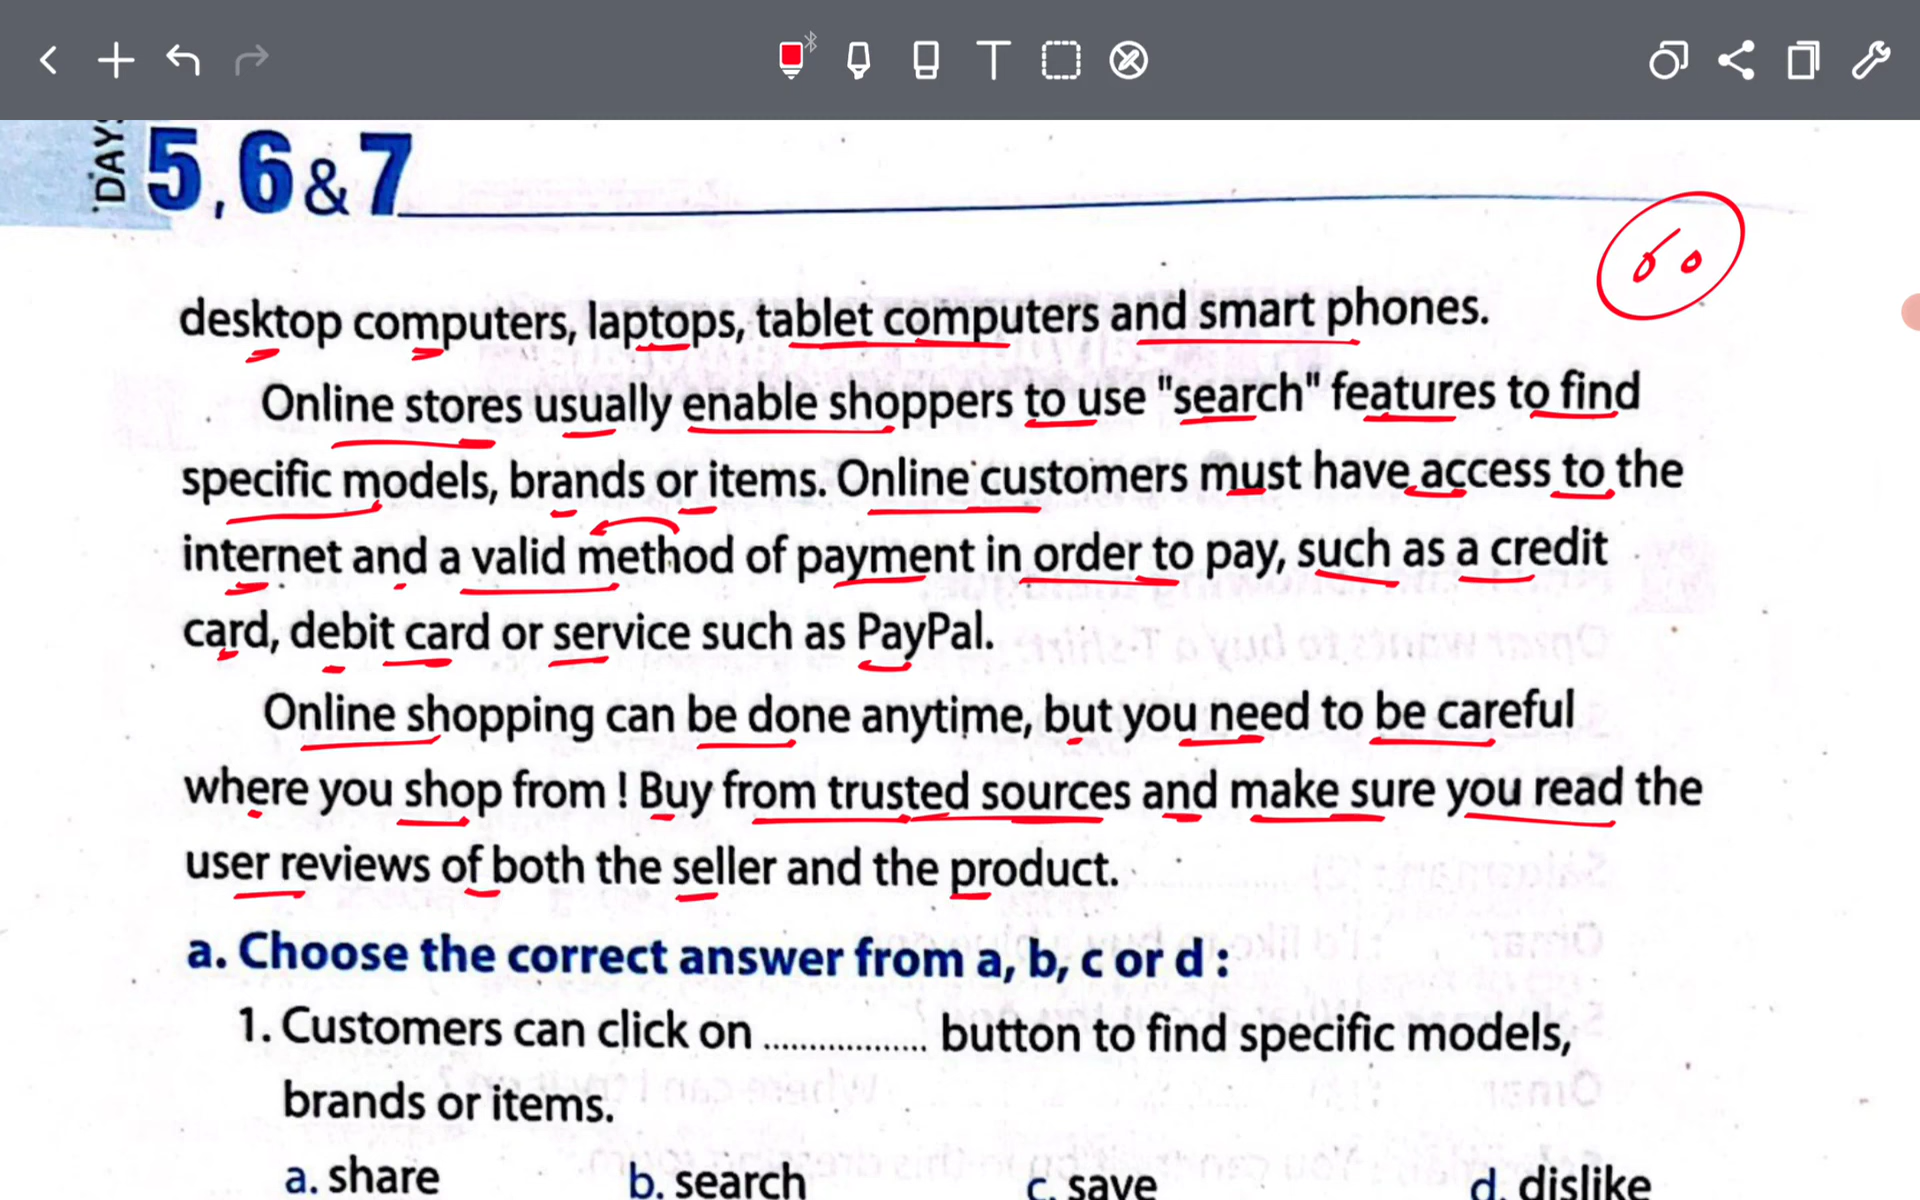 DAYS
5, 6 & 7
desktop computers, laptops, tablet computers and smart phones.
Online stores usually enable shoppers to use "search" features to find
specific models, brands or items. Online customers must have access to the
internet and a valid method of payment in order to pay, such as a credit
card, debit card or service such as PayPal.
Online shopping can be done anytime, but you need to be careful
where you shop from ! Buy from trusted sources and make sure you read the
user reviews of both the seller and the product.
a. Choose the correct answer from a, b, c or d :
1. Customers can click on ................. button to find specific models,
brands or items.
a. share b. search c. save d. dislike